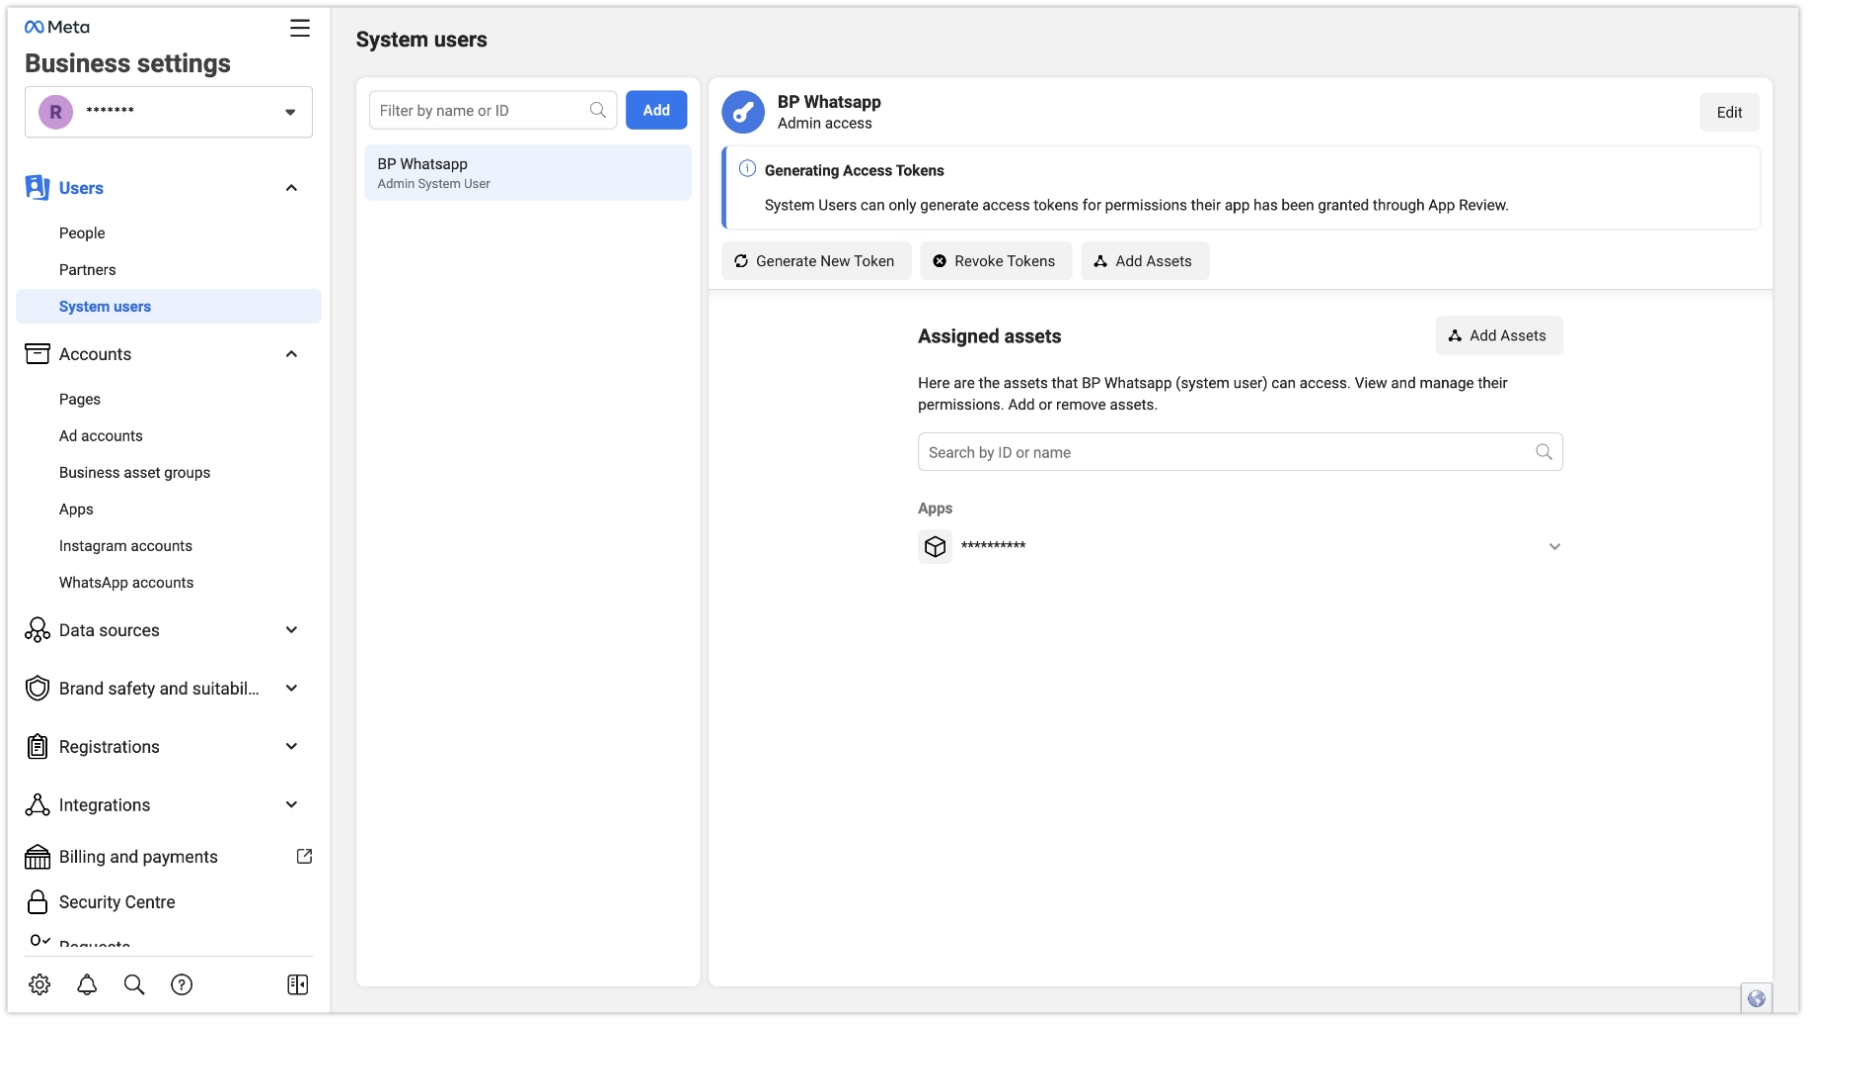 Meta
Business settings
R
*******
Users
People
Partners
System users
Accounts
Pages
Ad accounts
Business asset groups
Apps
Instagram accounts
WhatsApp accounts
Data sources
Brand safety and suitabil...
Registrations
Integrations
Billing and payments
Security Centre
Requests
System users
Filter by name or ID
Add
BP Whatsapp
Admin System User
BP Whatsapp
Admin access
Edit
Generating Access Tokens
System Users can only generate access tokens for permissions their app has been granted through App Review.
Generate New Token
Revoke Tokens
Add Assets
Assigned assets
Add Assets
Here are the assets that BP Whatsapp (system user) can access. View and manage their
permissions. Add or remove assets.
Search by ID or name
Apps
**********